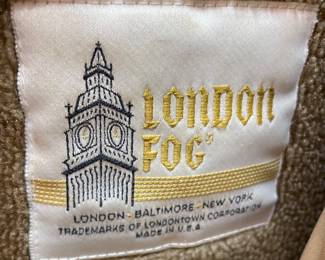 LONDON
FOG®
LONDON - BALTIMORE - NEW YORK
TRADEMARKS OF LONDONTOWN CORPORATION
MADE IN U.S.A